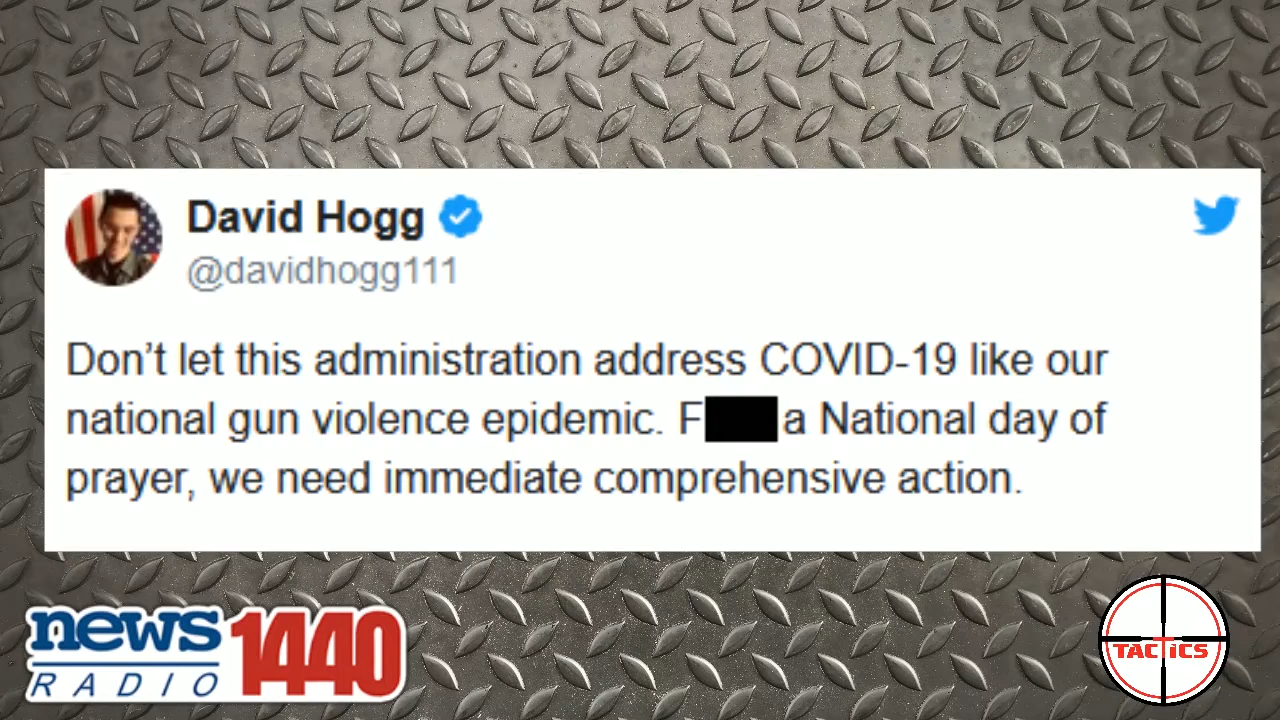 David Hogg
@davidhogg111
Don't let this administration address COVID-19 like our
national gun violence epidemic. F a National day of
prayer, we need immediate comprehensive action.
news 1440
RADIO
TACTICS